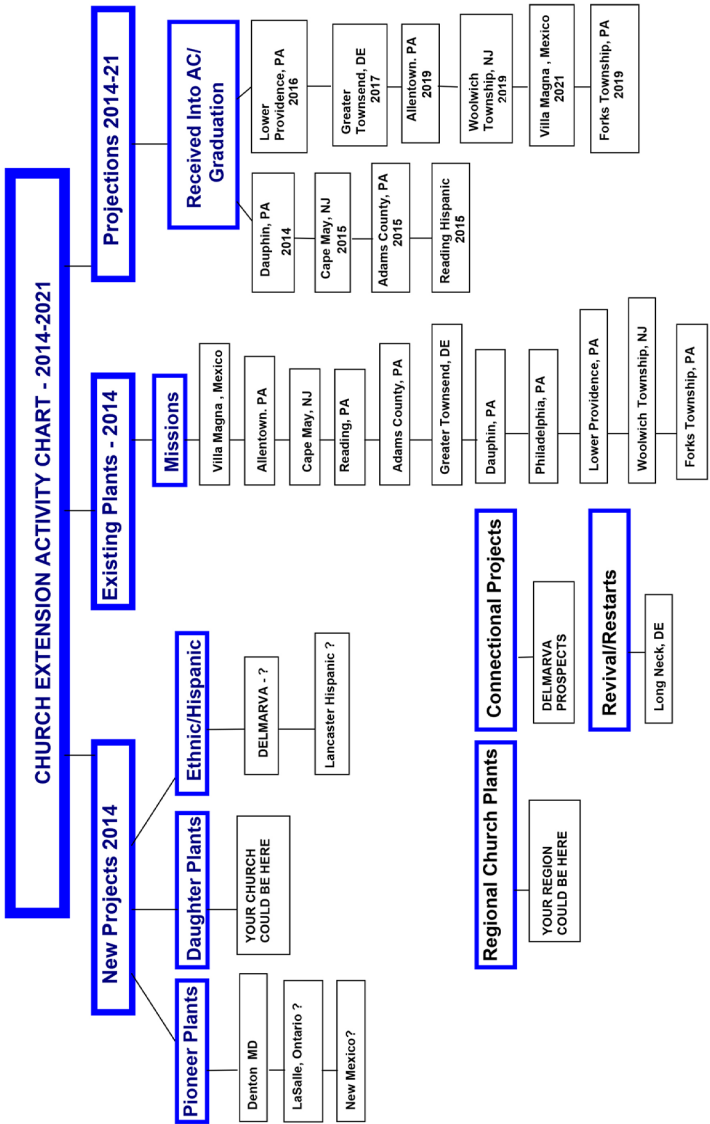 CHURCH EXTENSION ACTIVITY CHART - 2014-2021
New Projects 2014
Pioneer Plants
Denton MD
LaSalle, Ontario ?
New Mexico?
Daughter Plants
YOUR CHURCH
COULD BE HERE
Ethnic/Hispanic
DELMARVA - ?
Lancaster Hispanic ?
Regional Church Plants
YOUR REGION
COULD BE HERE
Connectional Projects
DELMARVA
PROSPECTS
Revival/Restarts
Long Neck, DE
Existing Plants - 2014
Missions
Villa Magna , Mexico
Allentown. PA
Cape May, NJ
Reading, PA
Adams County, PA
Greater Townsend, DE
Dauphin, PA
Philadelphia, PA
Lower Providence, PA
Woolwich Township, NJ
Forks Township, PA
Projections 2014-21
Received Into AC/
Graduation
Dauphin, PA
2014
Cape May, NJ
2015
Adams County, PA
2015
Reading Hispanic
2015
Lower
Providence, PA
2016
Greater
Townsend, DE
2017
Allentown. PA
2019
Woolwich
Township, NJ
2019
Villa Magna , Mexico
2021
Forks Township, PA
2019